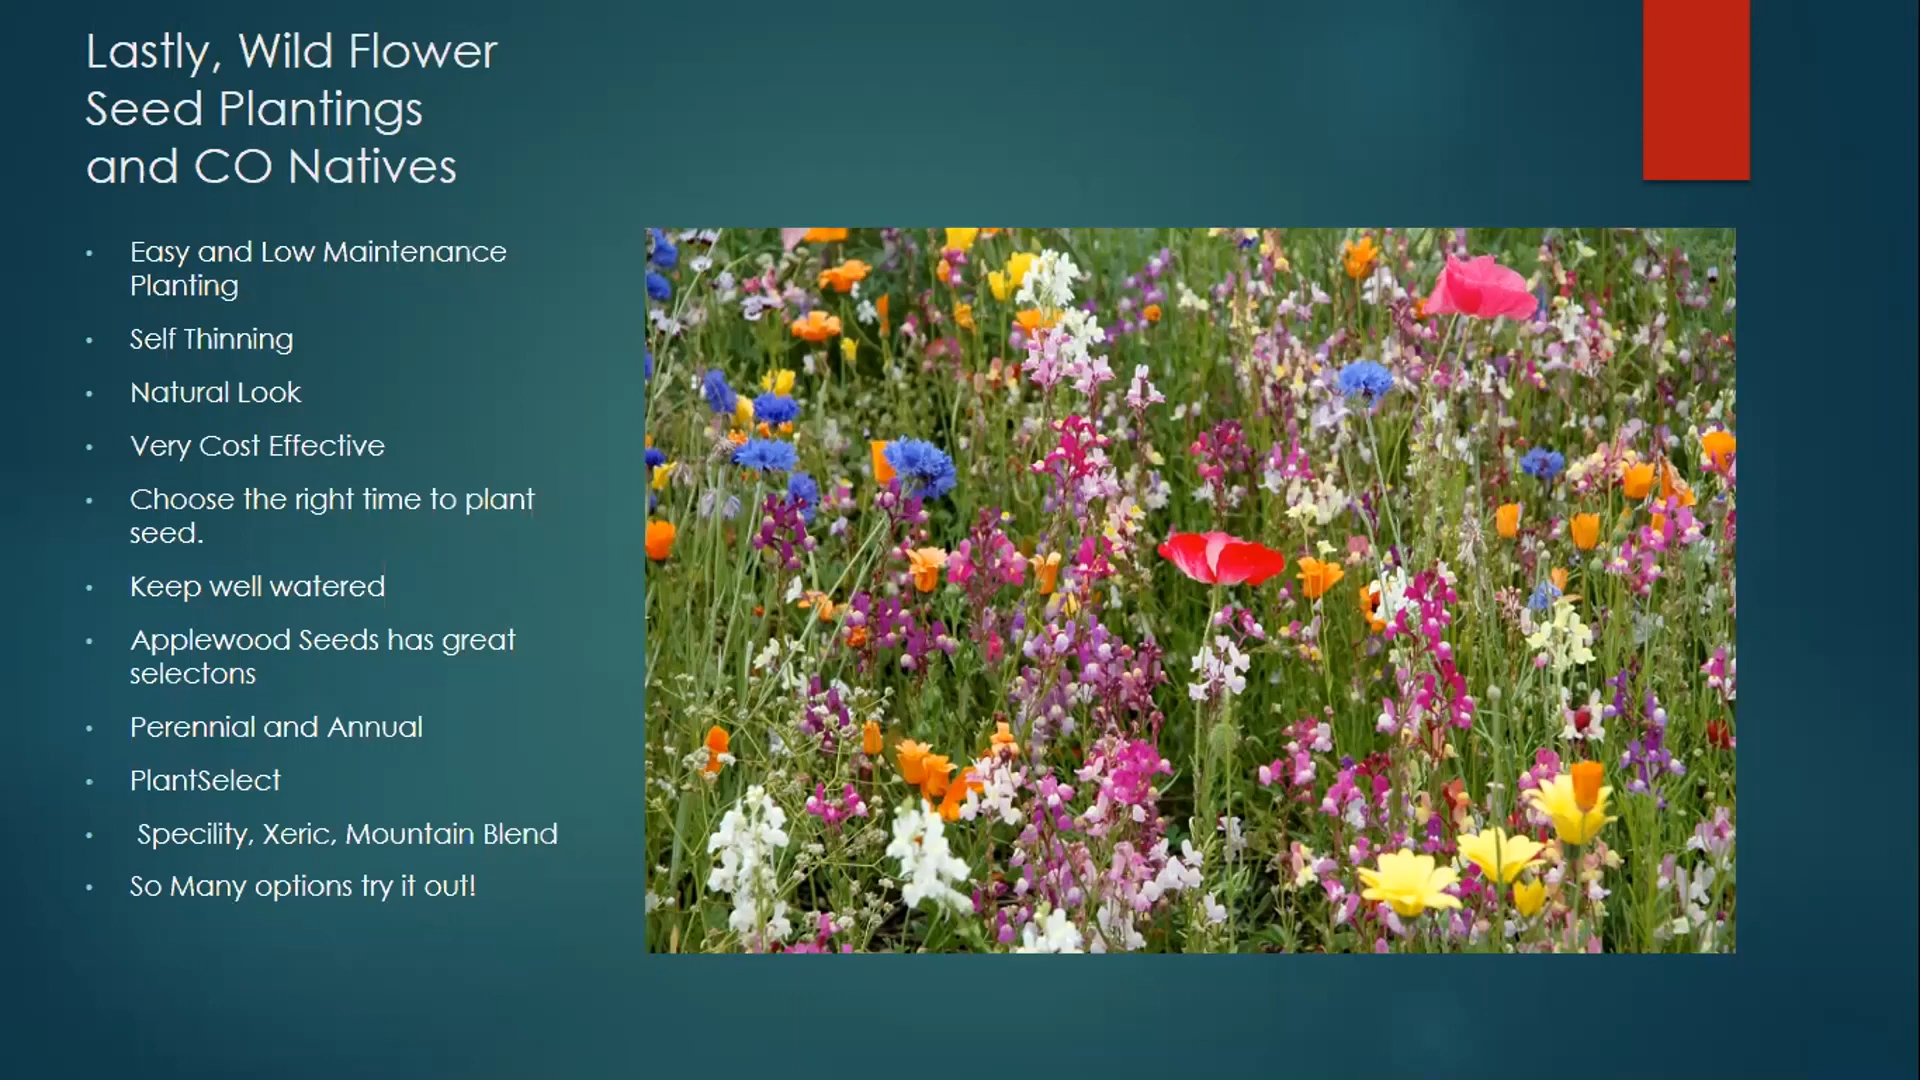 Lastly, Wild Flower
Seed Plantings
and CO Natives
• Easy and Low Maintenance
Planting
• Self Thinning
• Natural Look
• Very Cost Effective
• Choose the right time to plant
seed.
• Keep well watered
• Applewood Seeds has great
selectons
• Perennial and Annual
• PlantSelect
• Specility, Xeric, Mountain Blend
• So Many options try it out!